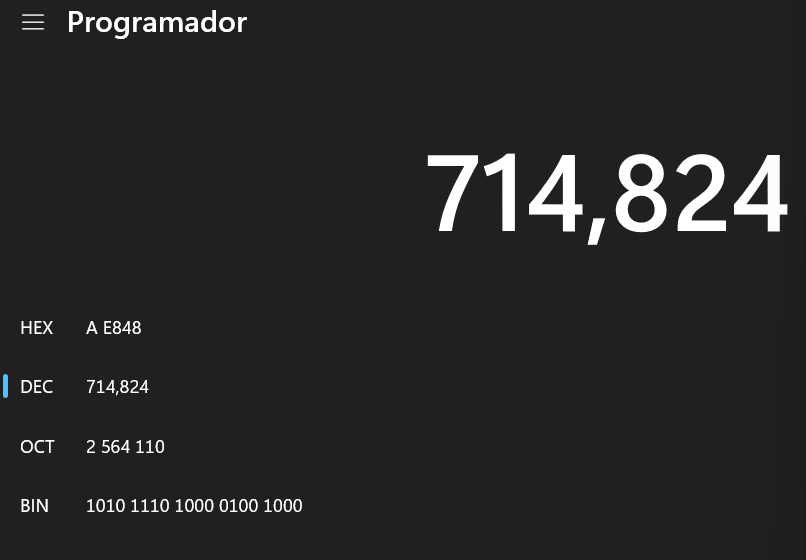 Programador
714,824
HEX A E848
DEC 714,824
OCT 2 564 110
BIN 1010 1110 1000 0100 1000